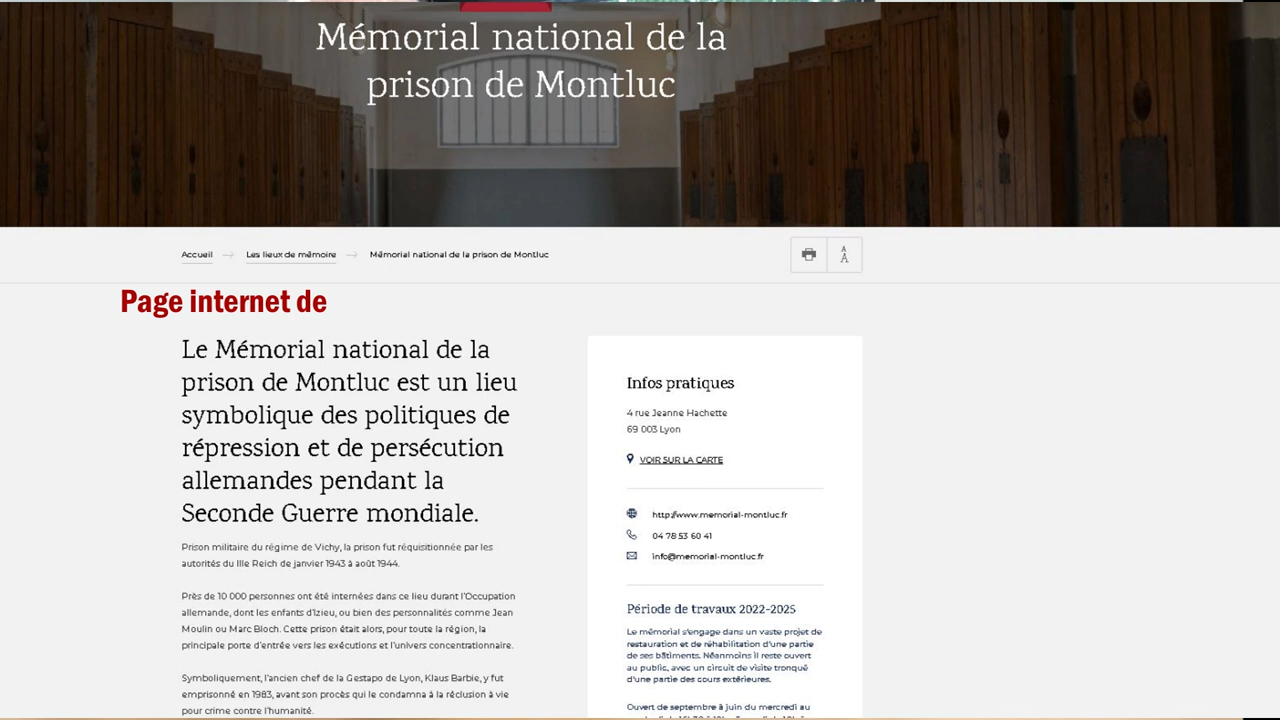 Mémorial national de la
prison de Montluc
Accueil
Les lieux de mémoire
Mémorial national de la prison de Montluc
A
A
Page internet de
Le Mémorial national de la
prison de Montluc est un lieu
symbolique des politiques de
répression et de persécution
allemandes pendant la
Seconde Guerre mondiale.
Prison militaire du régime de Vichy, la prison fut réquisitionnée par les
autorités du IIIe Reich de janvier 1943 à août 1944.
Près de 10 000 personnes ont été internées dans ce lieu durant l'Occupation
allemande, dont les enfants d'Izieu, ou bien des personnalités comme Jean
Moulin ou Marc Bloch. Cette prison était alors, pour toute la région, la
principale porte d'entrée vers les exécutions et l'univers concentrationnaire.
Symboliquement, l'ancien chef de la Gestapo de Lyon, Klaus Barbie, y fut
emprisonné en 1983, avant son procès qui le condamna à la réclusion à vie
pour crime contre l'humanité.
Infos pratiques
4 rue Jeanne Hachette
69 003 Lyon
VOIR SUR LA CARTE
http://www.memorial-montluc.fr
04 78 53 60 41
info@memorial-montluc.fr
Période de travaux 2022-2025
Le mémorial s'engage dans un vaste projet de
restauration et de réhabilitation d'une partie
de ses bâtiments. Néanmoins il reste ouvert
au public, avec un circuit de visite tronqué
d'une partie des cours extérieures.
Ouvert de septembre à juin du mercredi au